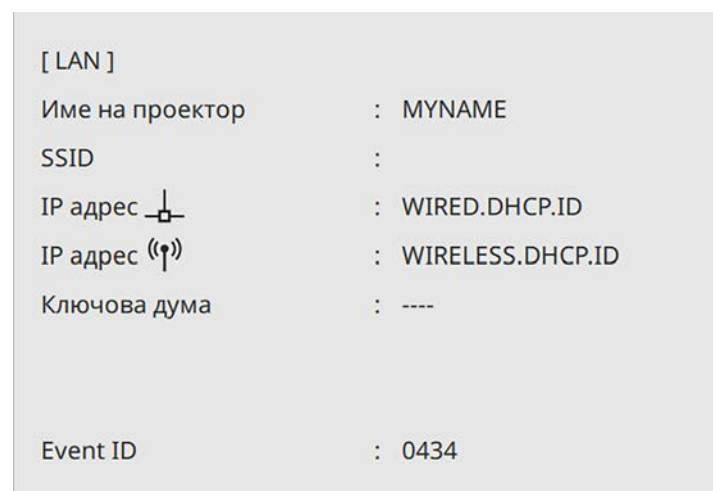 [ LAN ]
Име на проектор : MYNAME
SSID :
IP адрес : WIRED.DHCP.ID
IP адрес : WIRELESS.DHCP.ID
Ключова дума : ----
Event ID : 0434